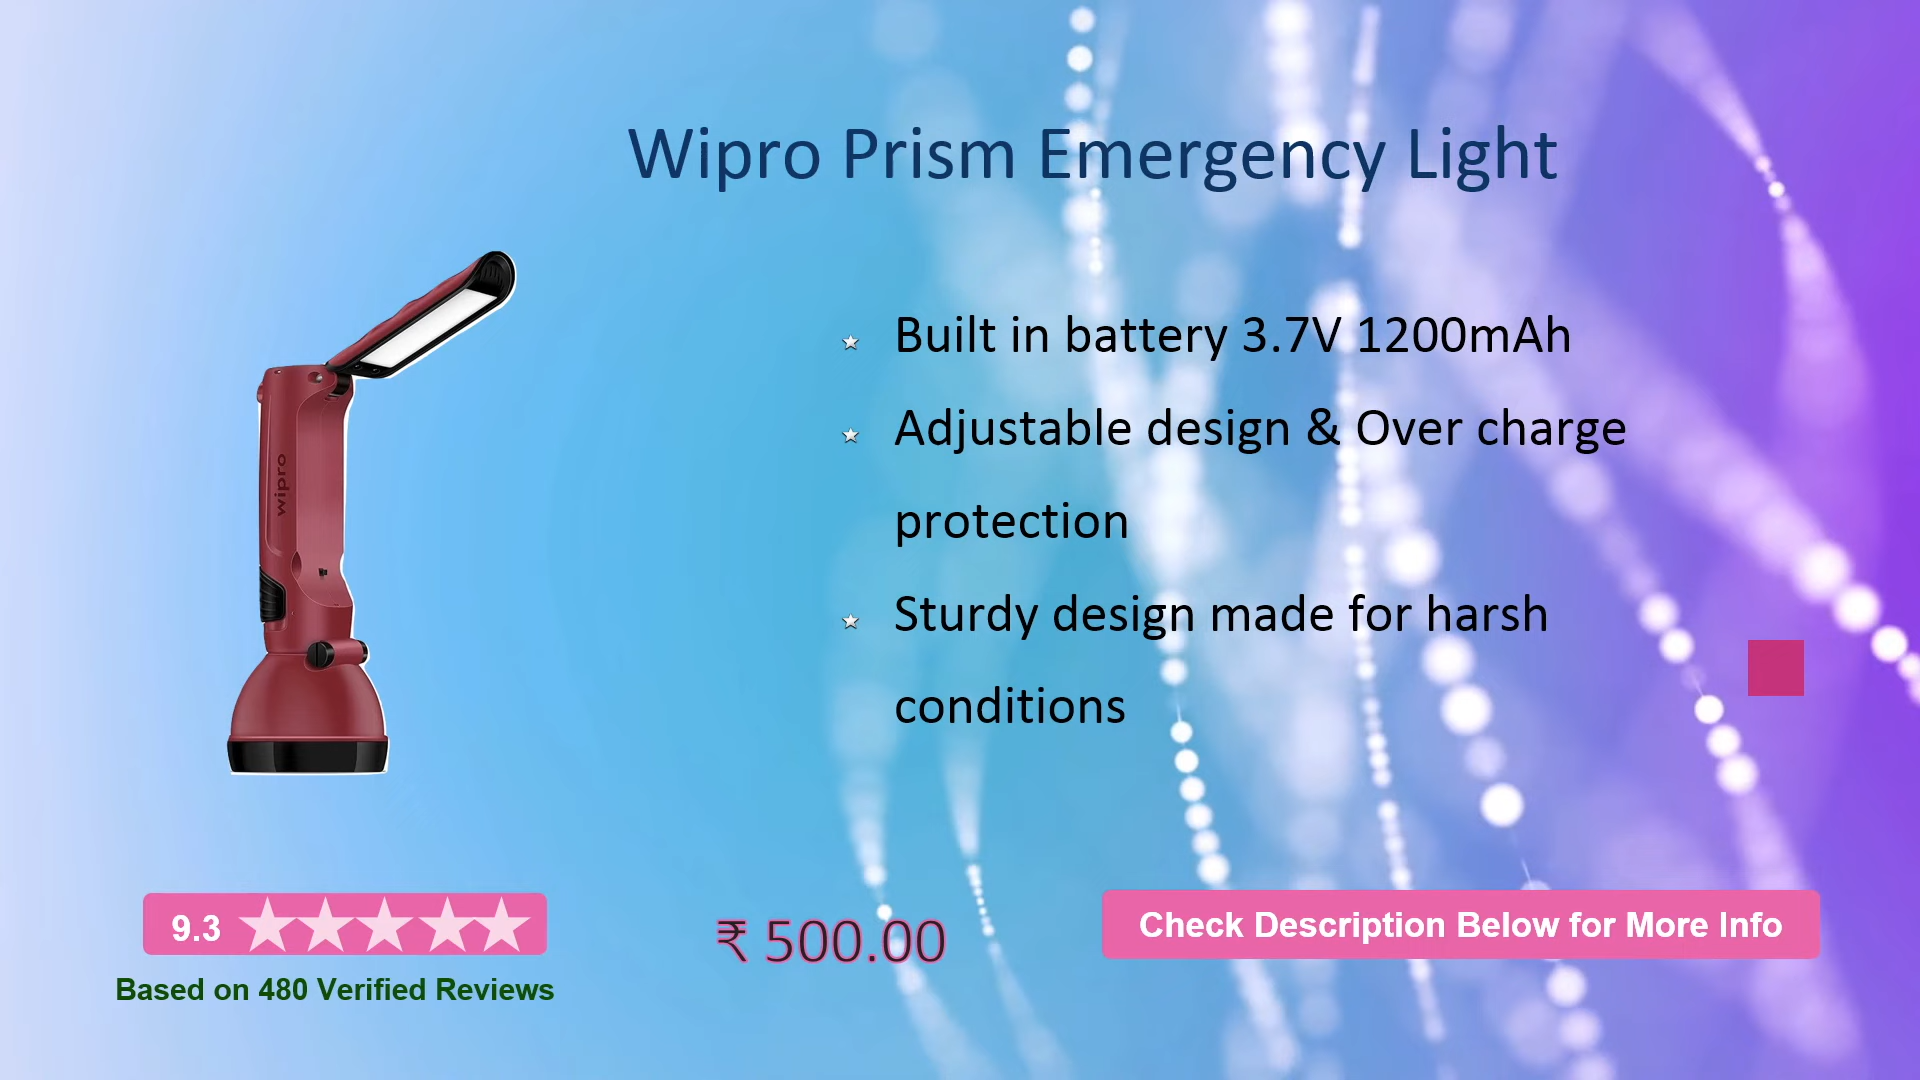 Wipro Prism Emergency Light
Built in battery 3.7V 1200mAh
Adjustable design & Over charge
protection
Sturdy design made for harsh
conditions
wipro
9.3
Based on 480 Verified Reviews
₹ 500.00
Check Description Below for More Info